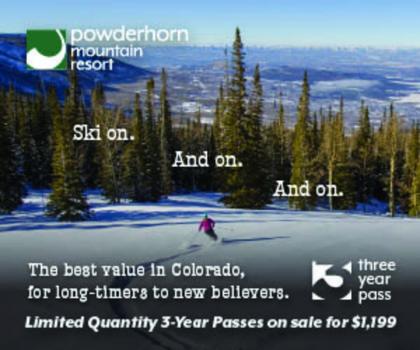 powderhorn
mountain
resort
Ski on.
And on.
And on.
The best value in Colorado,
for long-timers to new believers.
3
three
year
pass
Limited Quantity 3-Year Passes on sale for $1,199